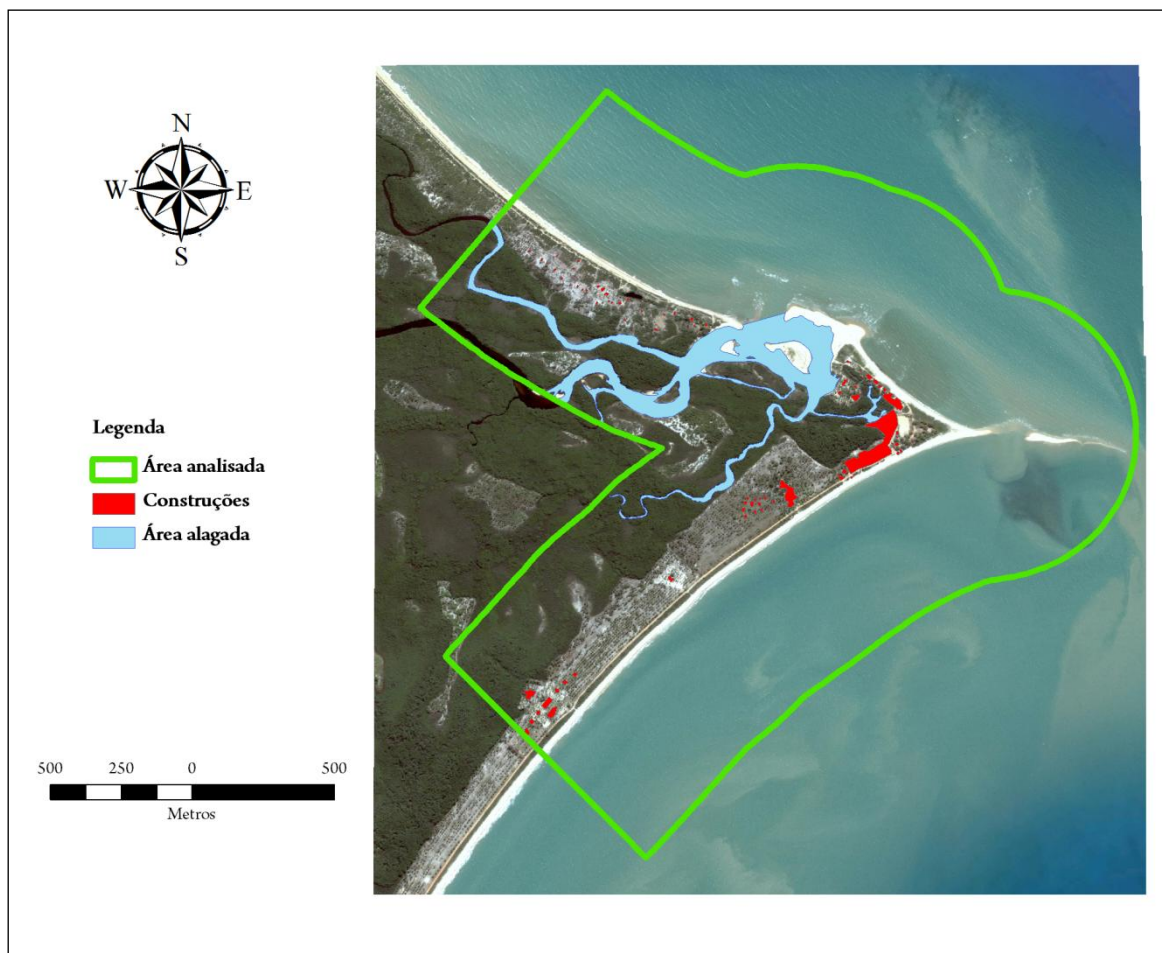 N
W E
S
Legenda
Área analisada
Construções
Área alagada
500 250 0 500
Metros